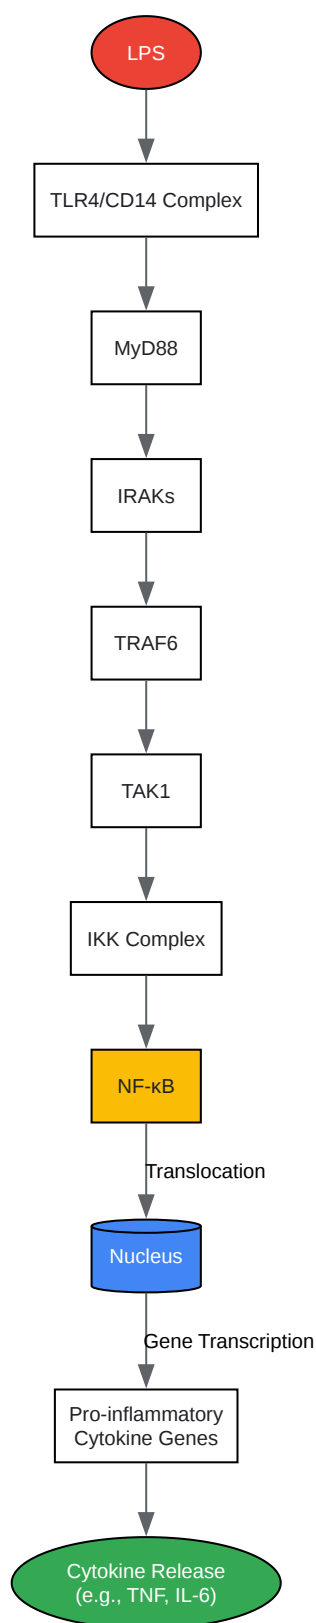 LPS
TLR4/CD14 Complex
MyD88
IRAKs
TRAF6
TAK1
IKK Complex
NF-κB
Translocation
Nucleus
Gene Transcription
Pro-inflammatory
Cytokine Genes
Cytokine Release
(e.g., TNF, IL-6)